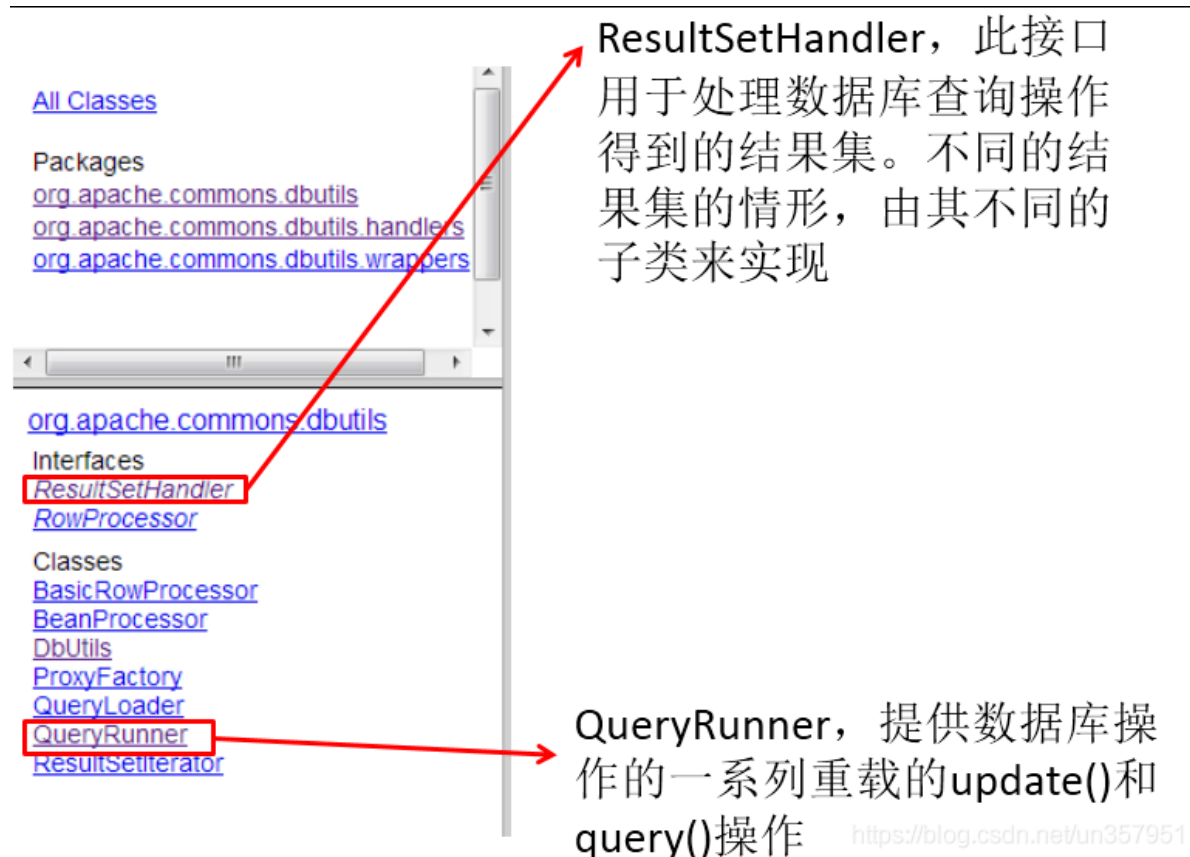 All Classes
Packages
org.apache.commons.dbutils
org.apache.commons.dbutils.handlers
org.apache.commons.dbutils.wrappers
org.apache.commons.dbutils
Interfaces
ResultSetHandler
RowProcessor
Classes
BasicRowProcessor
BeanProcessor
DbUtils
ProxyFactory
QueryLoader
QueryRunner
ResultSetIterator
ResultSetHandler，此接口
用于处理数据库查询操作
得到的结果集。不同的结
果集的情形，由其不同的
子类来实现
QueryRunner，提供数据库操
作的一系列重载的update()和
query()操作
https://blog.csdn.net/un357951